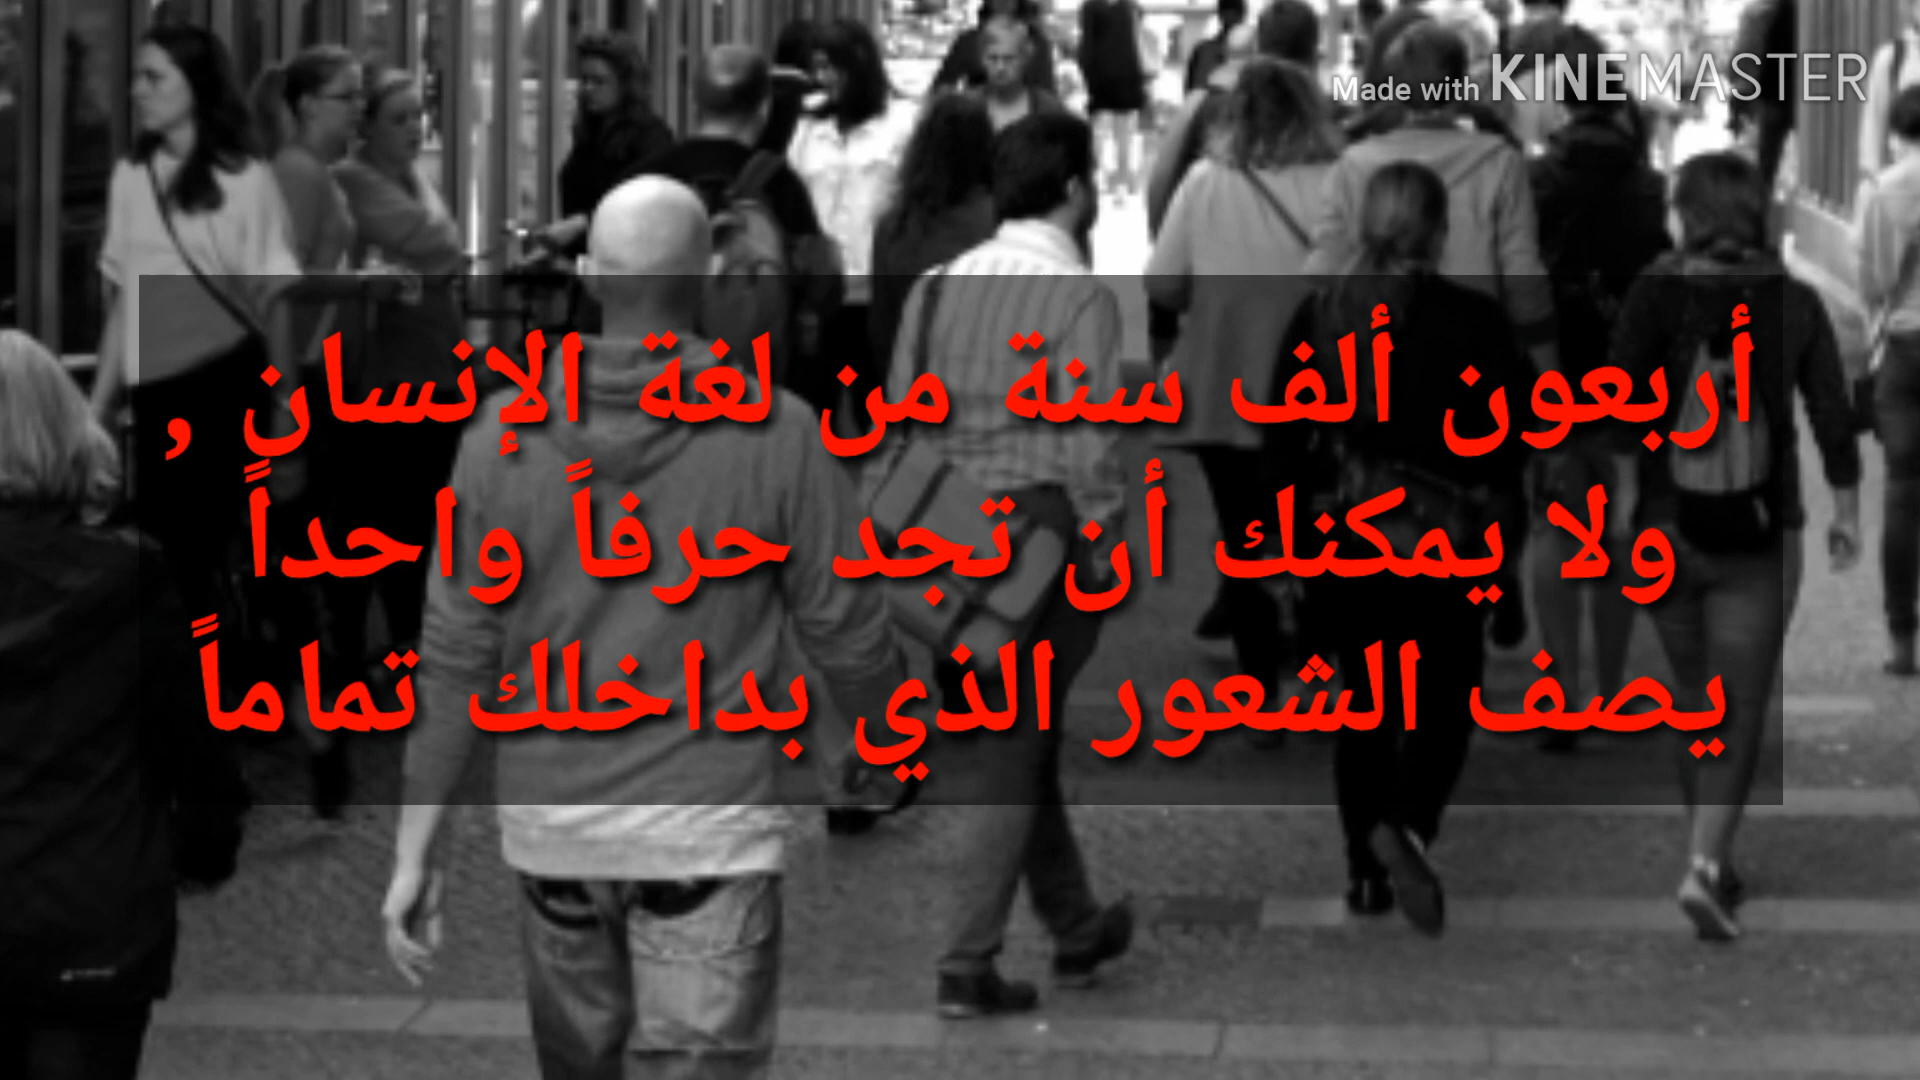 Made with KINEMASTER
أربعون ألف سنة من لغة الإنسان ,
ولا يمكنك أن تجد حرفاً واحداً
يصف الشعور الذي بداخلك تماماً